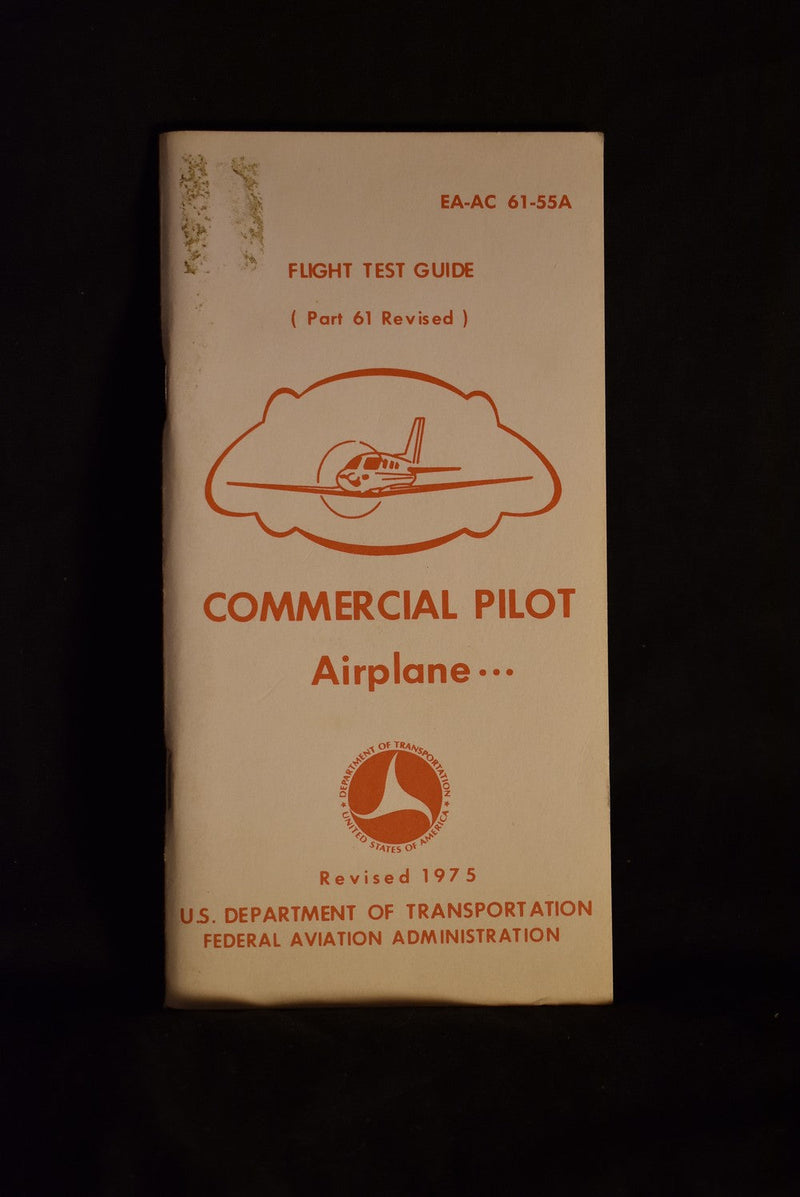 EA-AC 61-55A
FLIGHT TEST GUIDE
( Part 61 Revised )
COMMERCIAL PILOT
Airplane...
DEPARTMENT OF TRANSPORTATION
UNITED STATES OF AMERICA
Revised 1975
U.S. DEPARTMENT OF TRANSPORTATION
FEDERAL AVIATION ADMINISTRATION